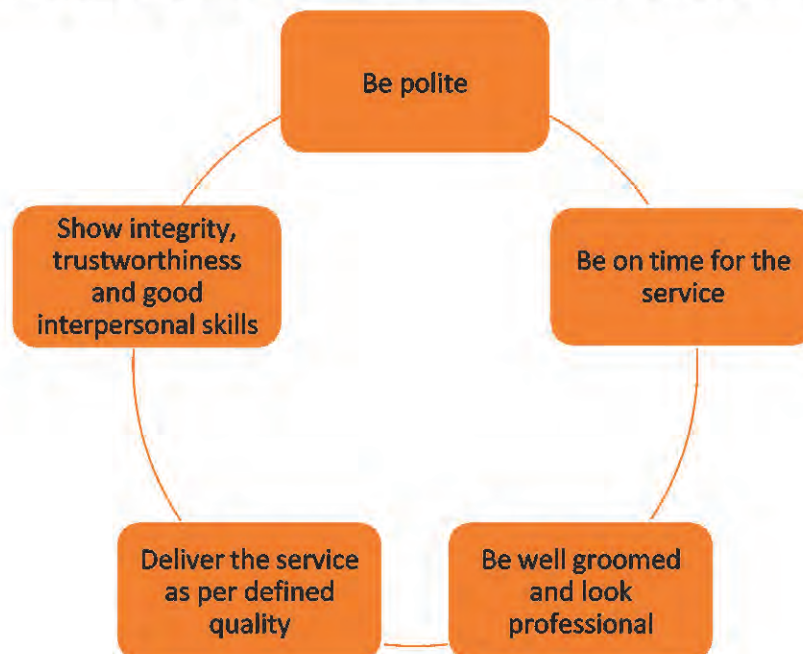 Be polite
Be on time for the
service
Be well groomed
and look
professional
Deliver the service
as per defined
quality
Show integrity,
trustworthiness
and good
interpersonal skills